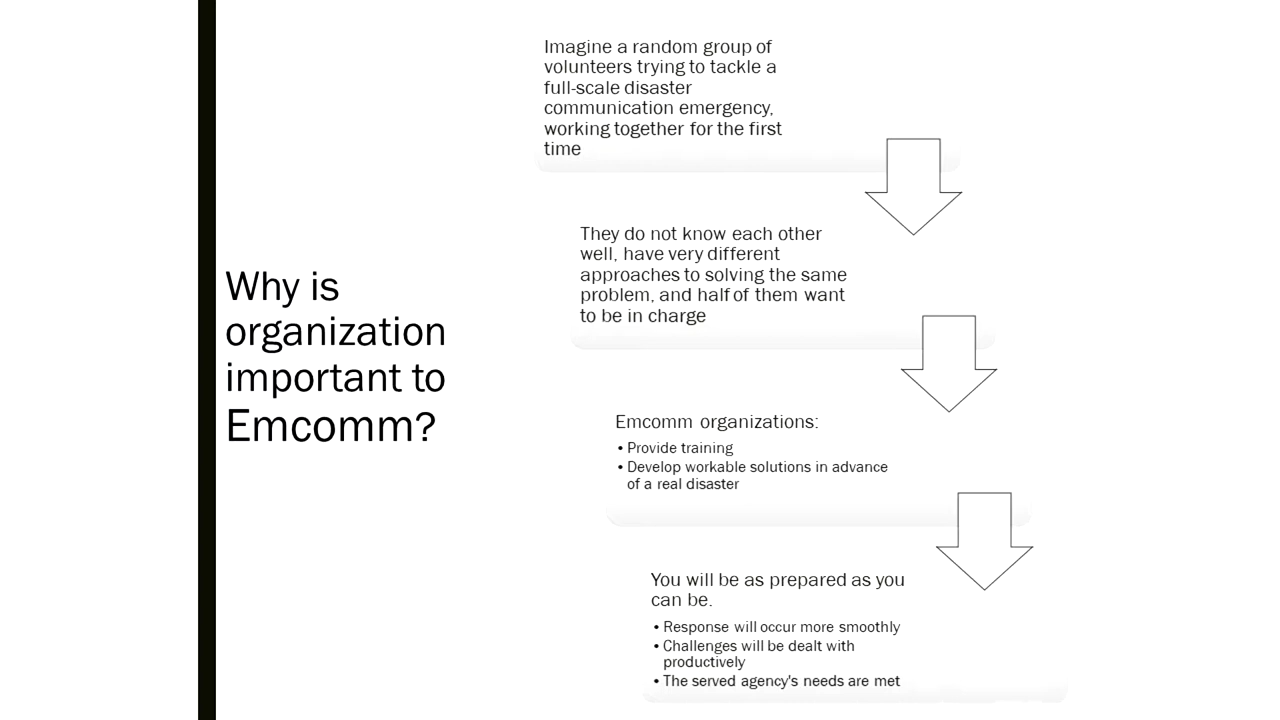 Why is
organization
important to
Emcomm?
Imagine a random group of
volunteers trying to tackle a
full-scale disaster
communication emergency,
working together for the first
time
They do not know each other
well, have very different
approaches to solving the same
problem, and half of them want
to be in charge
Emcomm organizations:
• Provide training
• Develop workable solutions in advance
of a real disaster
You will be as prepared as you
can be.
• Response will occur more smoothly
• Challenges will be dealt with
productively
• The served agency's needs are met